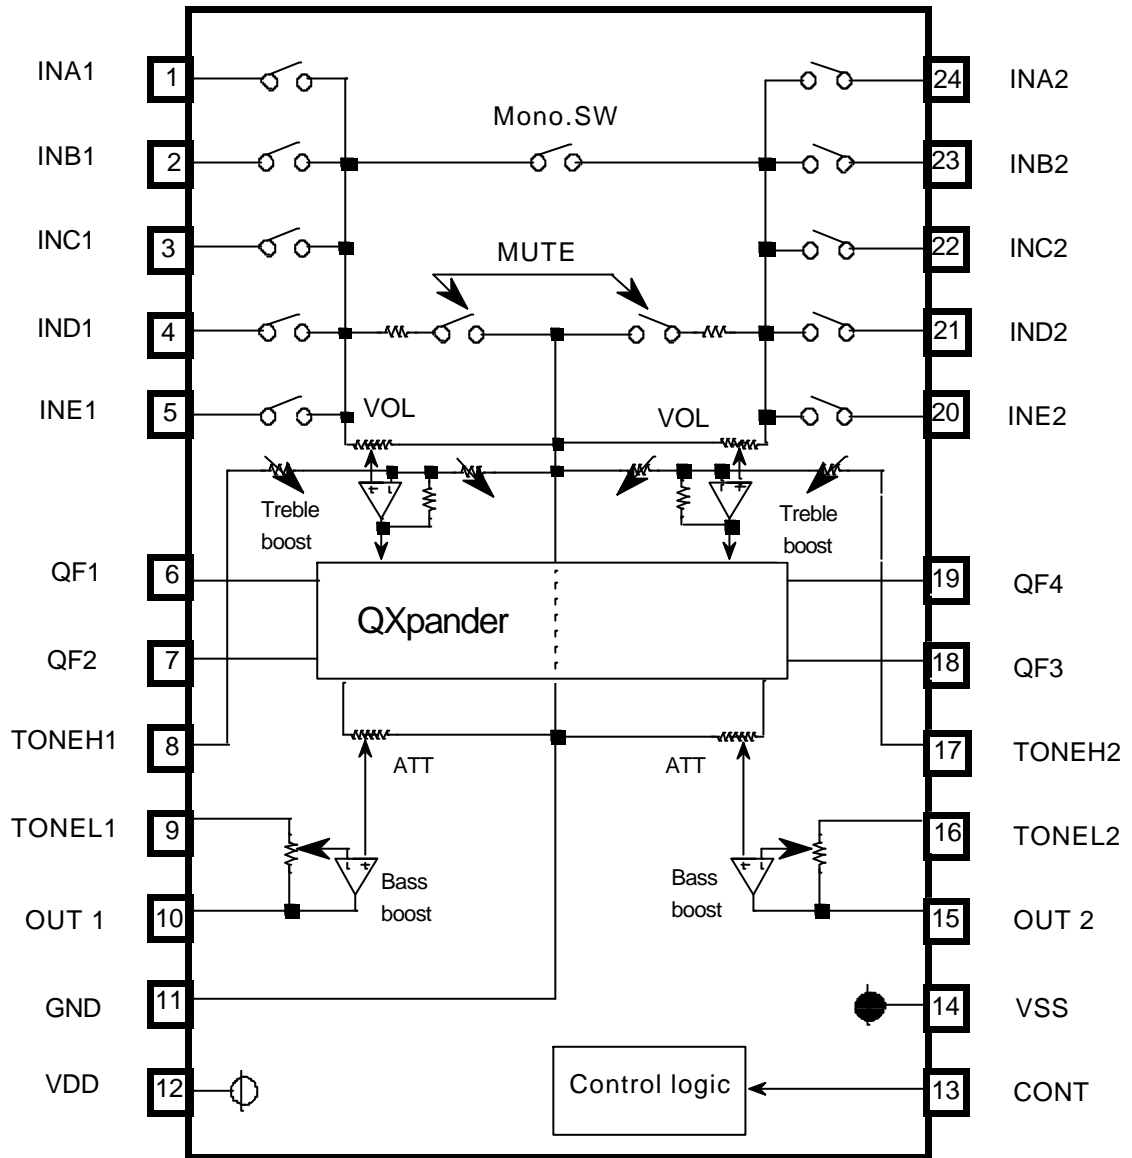 INA1 1 24 INA2
Mono.SW
INB1 2 23 INB2
INC1 3 22 INC2
MUTE
IND1 4 21 IND2
INE1 5 VOL VOL 20 INE2
Treble
boost
Treble
boost
QF1 6 19 QF4
QXpander
QF2 7 18 QF3
TONEH1 8 17 TONEH2
ATT ATT
TONEL1 9 16 TONEL2
Bass
boost
Bass
boost
OUT 1 10 15 OUT 2
GND 11 14 VSS
VDD 12 Control logic 13 CONT